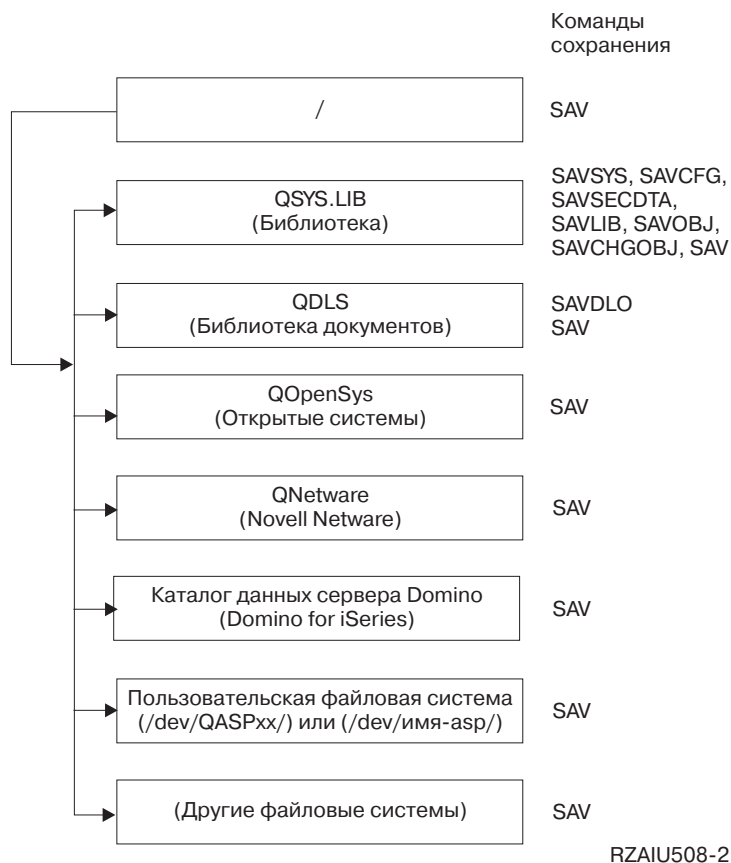 Команды
сохранения
/
SAV
QSYS.LIB
(Библиотека)
SAVSYS, SAVCFG,
SAVSECDTA,
SAVLIB, SAVOBJ,
SAVCHGOBJ, SAV
QDLS
(Библиотека документов)
SAVDLO
SAV
QOpenSys
(Открытые системы)
SAV
QNetware
(Novell Netware)
SAV
Каталог данных сервера Domino
(Domino for iSeries)
SAV
Пользовательская файловая система
(/dev/QASPxx/) или (/dev/имя-asp/)
SAV
(Другие файловые системы)
SAV
RZAIU508-2